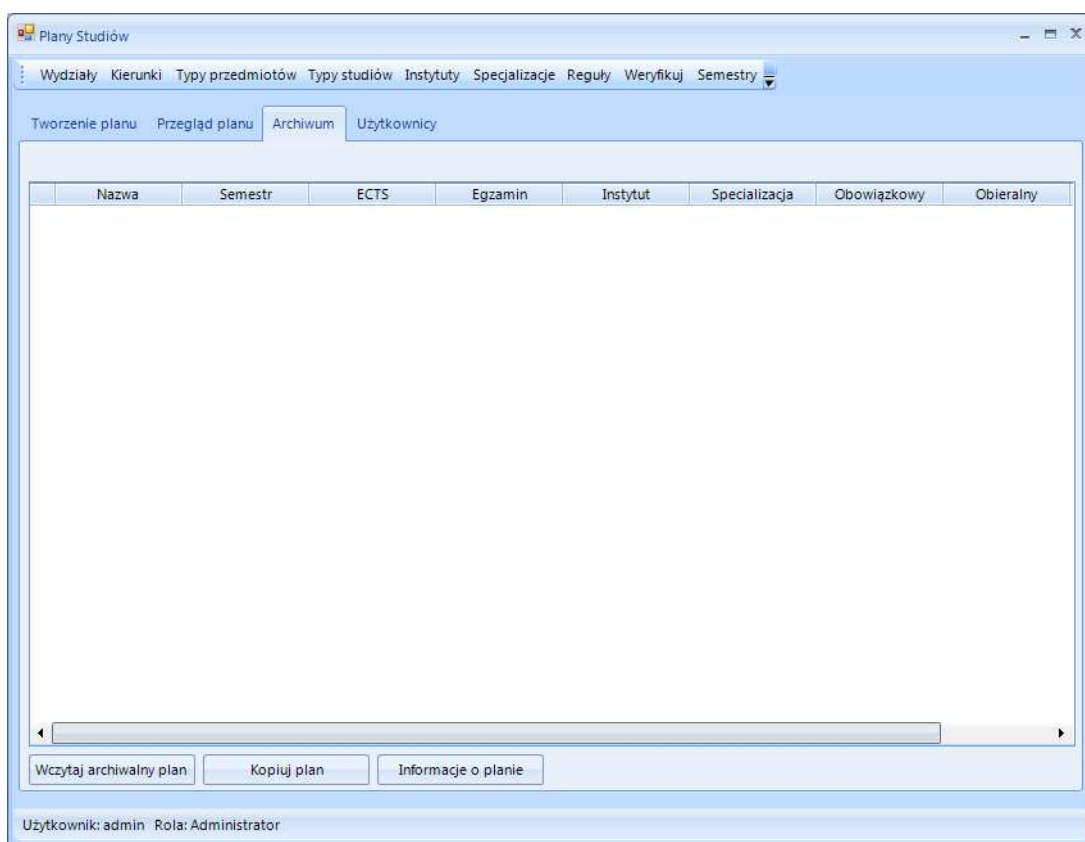 Plany Studiów
Wydziały Kierunki Typy przedmiotów Typy studiów Instytuty Specjalizacje Reguły Weryfikuj Semestry
Tworzenie planu Przegląd planu Archiwum Użytkownicy
Nazwa Semestr ECTS Egzamin Instytut Specializacja Obowiązkowy Obieralny
Wczytaj archiwalny plan Kopiuj plan Informacje o planie
Użytkownik: admin Rola: Administrator